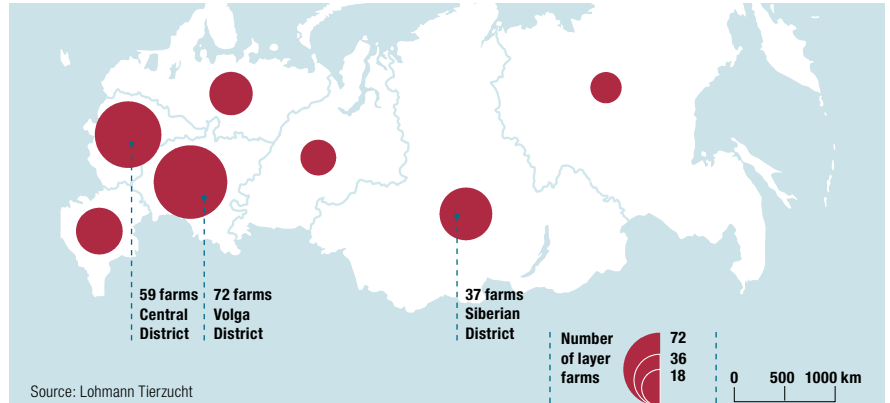 59 farms
Central
District
72 farms
Volga
District
37 farms
Siberian
District
Number
of layer
farms
72
36
18
0 500 1000 km
Source: Lohmann Tierzucht